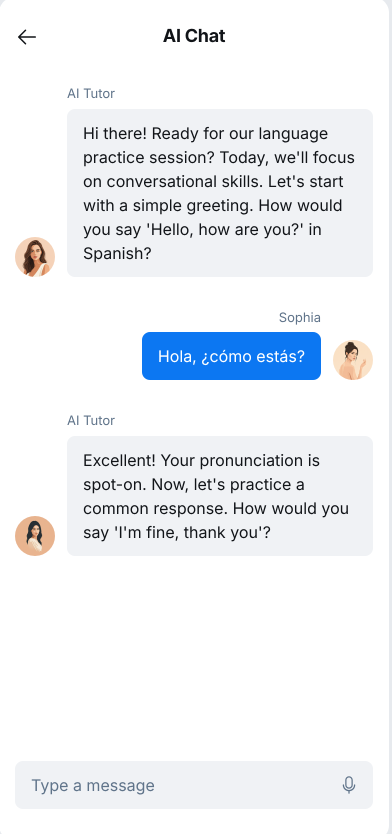 AI Chat
AI Tutor
Hi there! Ready for our language
practice session? Today, we'll focus
on conversational skills. Let's start
with a simple greeting. How would
you say 'Hello, how are you?' in
Spanish?
Sophia
Hola, ¿cómo estás?
AI Tutor
Excellent! Your pronunciation is
spot-on. Now, let's practice a
common response. How would you
say 'I'm fine, thank you'?
Type a message